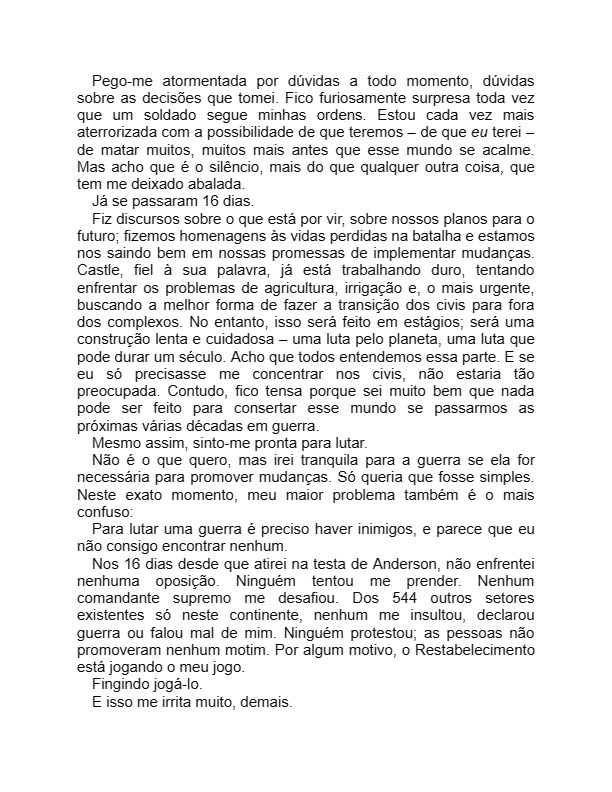 Pego-me atormentada por dúvidas a todo momento, dúvidas
sobre as decisões que tomei. Fico furiosamente surpresa toda vez
que um soldado segue minhas ordens. Estou cada vez mais
aterrorizada com a possibilidade de que teremos – de que eu terei –
de matar muitos, muitos mais antes que esse mundo se acalme.
Mas acho que é o silêncio, mais do que qualquer outra coisa, que
tem me deixado abalada.
Já se passaram 16 dias.
Fiz discursos sobre o que está por vir, sobre nossos planos para o
futuro; fizemos homenagens às vidas perdidas na batalha e estamos
nos saindo bem em nossas promessas de implementar mudanças.
Castle, fiel à sua palavra, já está trabalhando duro, tentando
enfrentar os problemas de agricultura, irrigação e, o mais urgente,
buscando a melhor forma de fazer a transição dos civis para fora
dos complexos. No entanto, isso será feito em estágios; será uma
construção lenta e cuidadosa – uma luta pelo planeta, uma luta que
pode durar um século. Acho que todos entendemos essa parte. E se
eu só precisasse me concentrar nos civis, não estaria tão
preocupada. Contudo, fico tensa porque sei muito bem que nada
pode ser feito para consertar esse mundo se passarmos as
próximas várias décadas em guerra.
Mesmo assim, sinto-me pronta para lutar.
Não é o que quero, mas irei tranquila para a guerra se ela for
necessária para promover mudanças. Só queria que fosse simples.
Neste exato momento, meu maior problema também é o mais
confuso:
Para lutar uma guerra é preciso haver inimigos, e parece que eu
não consigo encontrar nenhum.
Nos 16 dias desde que atirei na testa de Anderson, não enfrentei
nenhuma oposição. Ninguém tentou me prender. Nenhum
comandante supremo me desafiou. Dos 544 outros setores
existentes só neste continente, nenhum me insultou, declarou
guerra ou falou mal de mim. Ninguém protestou; as pessoas não
promoveram nenhum motim. Por algum motivo, o Restabelecimento
está jogando o meu jogo.
Fingindo jogá-lo.
E isso me irrita muito, demais.